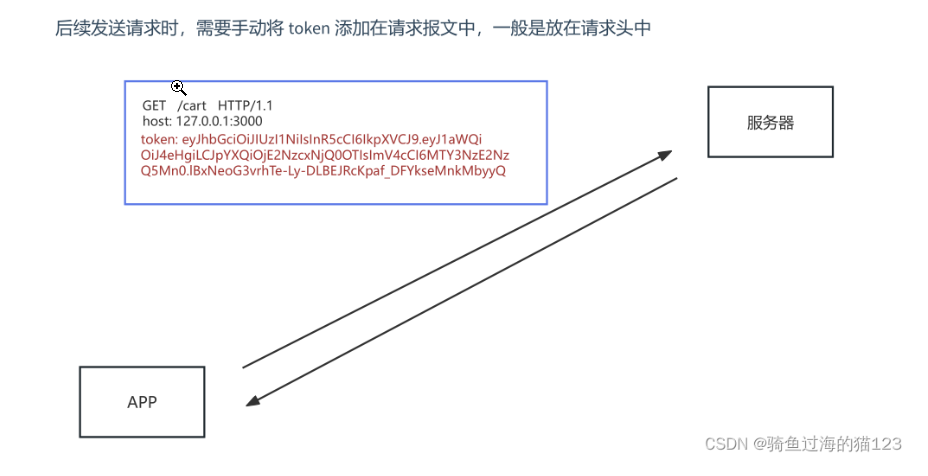 后续发送请求时，需要手动将 token 添加在请求报文中，一般是放在请求头中
GET /cart HTTP/1.1
host: 127.0.0.1:3000
token: eyJhbGciOiJIUzI1NiIsInR5cCI6IkpXVCJ9.eyJ1aWQi
OiJ4eHgiLCJpYXQiOjE2NzcxNjQ0OTIsImV4cCI6MTY3NzE2Nz
Q5Mn0.lBxNeoG3vrhTe-Ly-DLBEJRcKpaf_DFYkseMnkMbyyQ
服务器
APP
CSDN @骑鱼过海的猫123